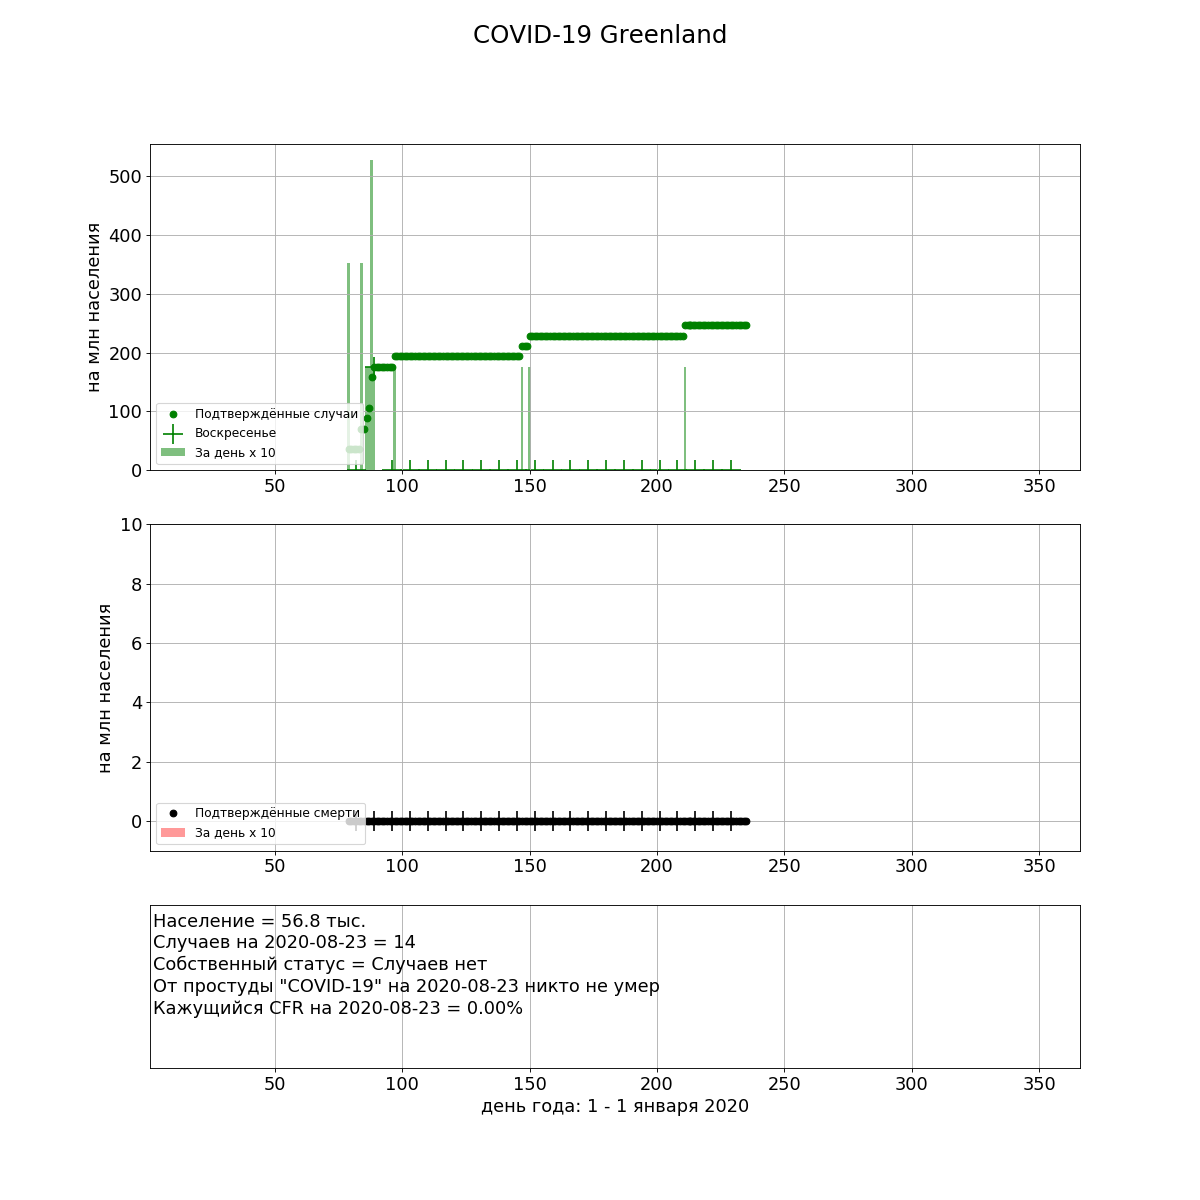 COVID-19 Greenland
500
400
300
200
100
0
на млн населения
Подтверждённые случаи
Воскресенье
За день x 10
50 100 150 200 250 300 350
10
8
6
4
2
0
на млн населения
Подтверждённые смерти
За день x 10
50 100 150 200 250 300 350
Население = 56.8 тыс.
Случаев на 2020-08-23 = 14
Собственный статус = Случаев нет
От простуды "COVID-19" на 2020-08-23 никто не умер
Кажущийся CFR на 2020-08-23 = 0.00%
50 100 150 200 250 300 350
день года: 1 - 1 января 2020